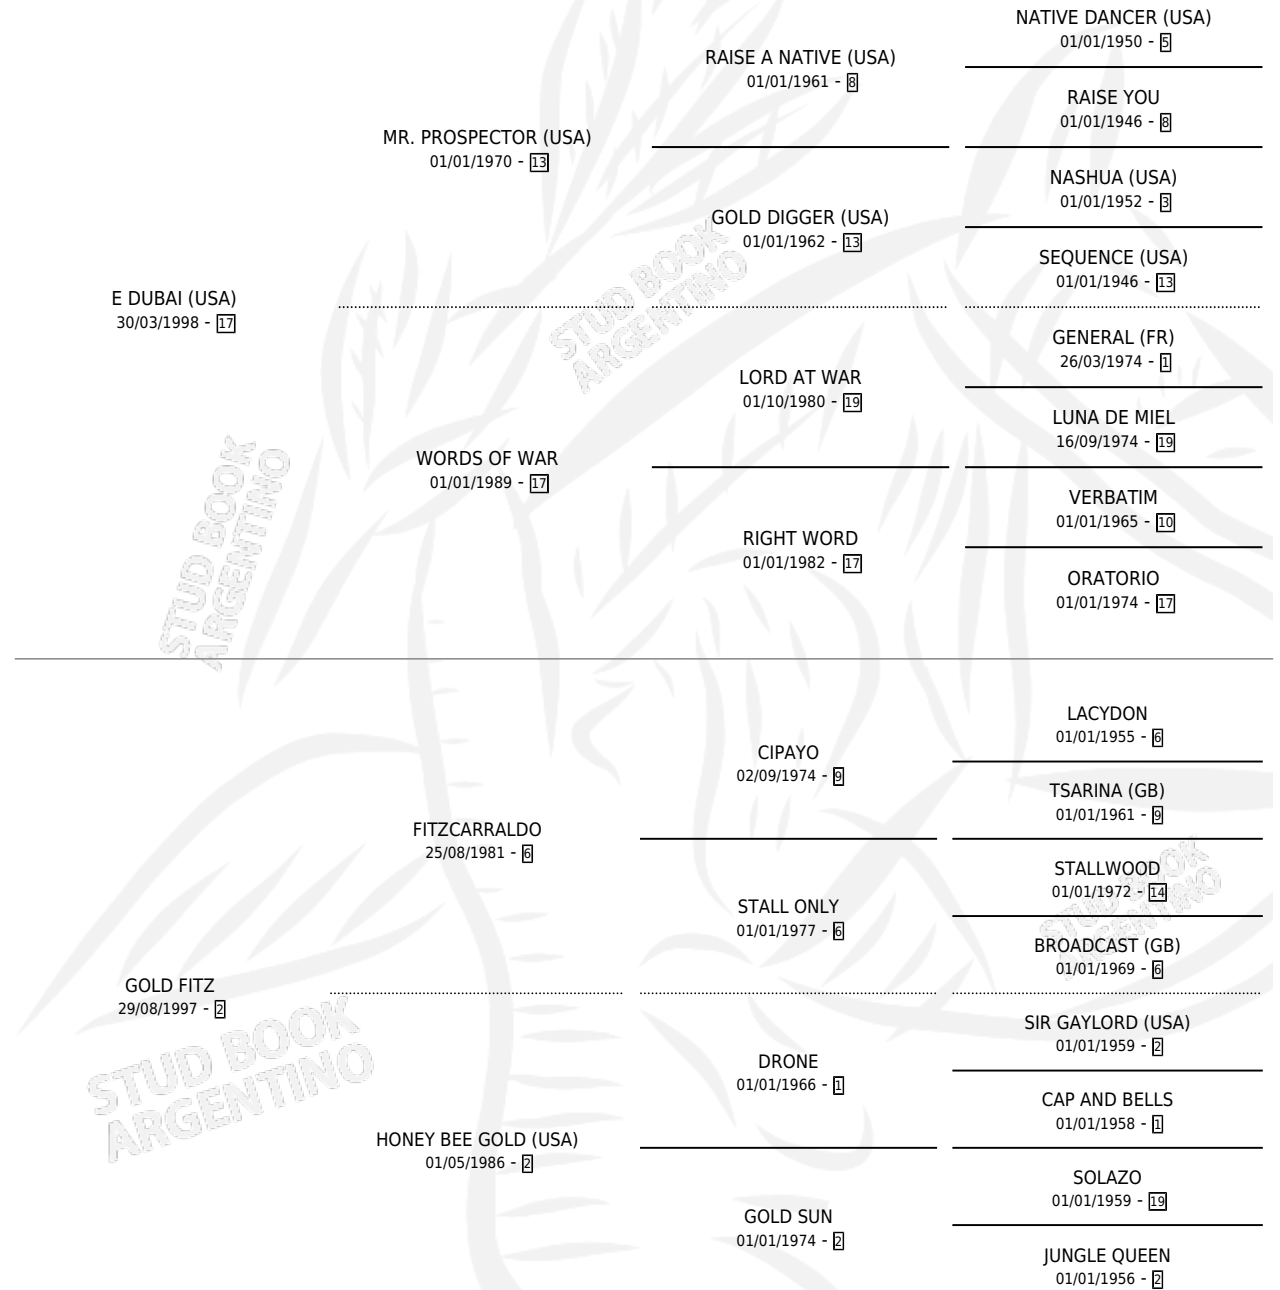 NATIVE DANCER (USA)
01/01/1950 - 5
RAISE A NATIVE (USA)
01/01/1961 - 8
RAISE YOU
01/01/1946 - 8
MR. PROSPECTOR (USA)
01/01/1970 - 13
NASHUA (USA)
01/01/1952 - 3
GOLD DIGGER (USA)
01/01/1962 - 13
SEQUENCE (USA)
01/01/1946 - 13
E DUBAI (USA)
30/03/1998 - 17
GENERAL (FR)
26/03/1974 - 1
LORD AT WAR
01/10/1980 - 19
LUNA DE MIEL
16/09/1974 - 19
WORDS OF WAR
01/01/1989 - 17
VERBATIM
01/01/1965 - 10
RIGHT WORD
01/01/1982 - 17
ORATORIO
01/01/1974 - 17
LACYDON
01/01/1955 - 6
CIPAYO
02/09/1974 - 9
TSARINA (GB)
01/01/1961 - 9
FITZCARRALDO
25/08/1981 - 6
STALLWOOD
01/01/1972 - 14
STALL ONLY
01/01/1977 - 6
BROADCAST (GB)
01/01/1969 - 6
GOLD FITZ
29/08/1997 - 2
SIR GAYLORD (USA)
01/01/1959 - 2
DRONE
01/01/1966 - 1
CAP AND BELLS
01/01/1958 - 1
HONEY BEE GOLD (USA)
01/05/1986 - 2
SOLAZO
01/01/1959 - 19
GOLD SUN
01/01/1974 - 2
JUNGLE QUEEN
01/01/1956 - 2
STUD BOOK
ARGENTINO
STUD BOOK
ARGENTINO
STUD BOOK
ARGENTINO
STUD BOOK
ARGENTINO